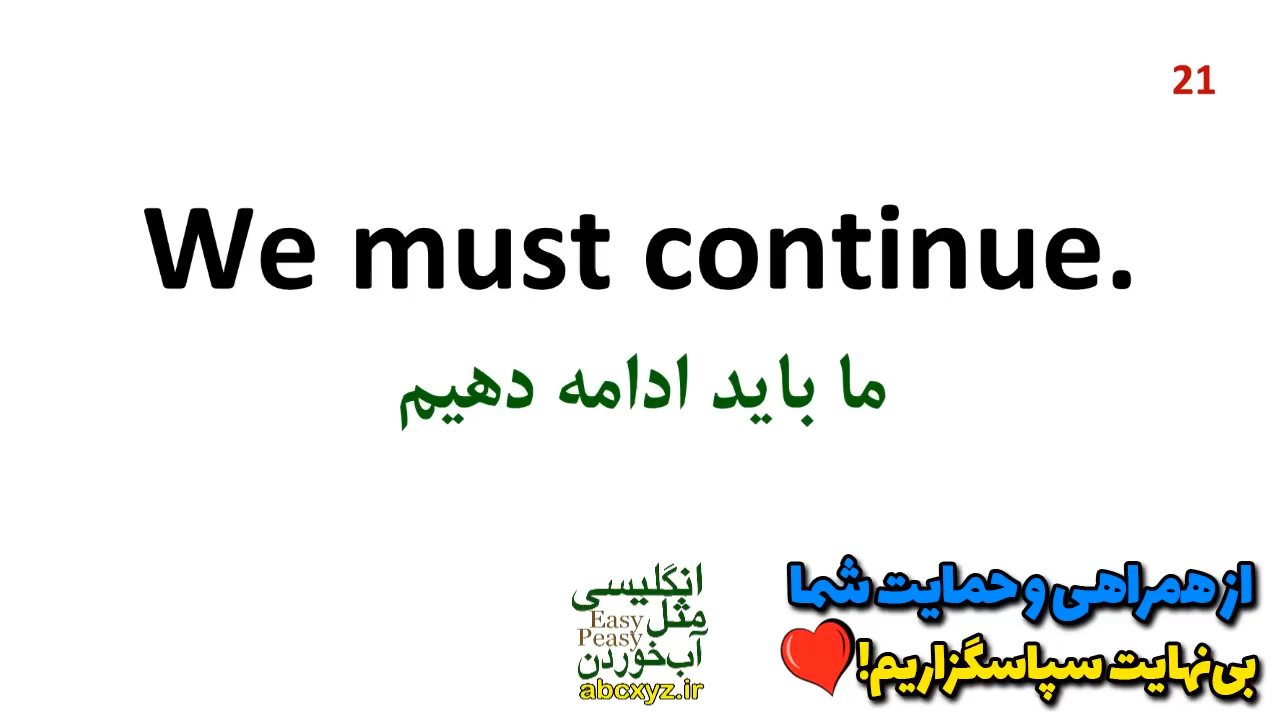 21
We must continue.
ما باید ادامه دهیم
انگلیسی
مثل
Easy
Peasy
آب‌خوردن
abcxyz.ir
از همراهی و حمایت شما
بی‌نهایت سپاسگزاریم!